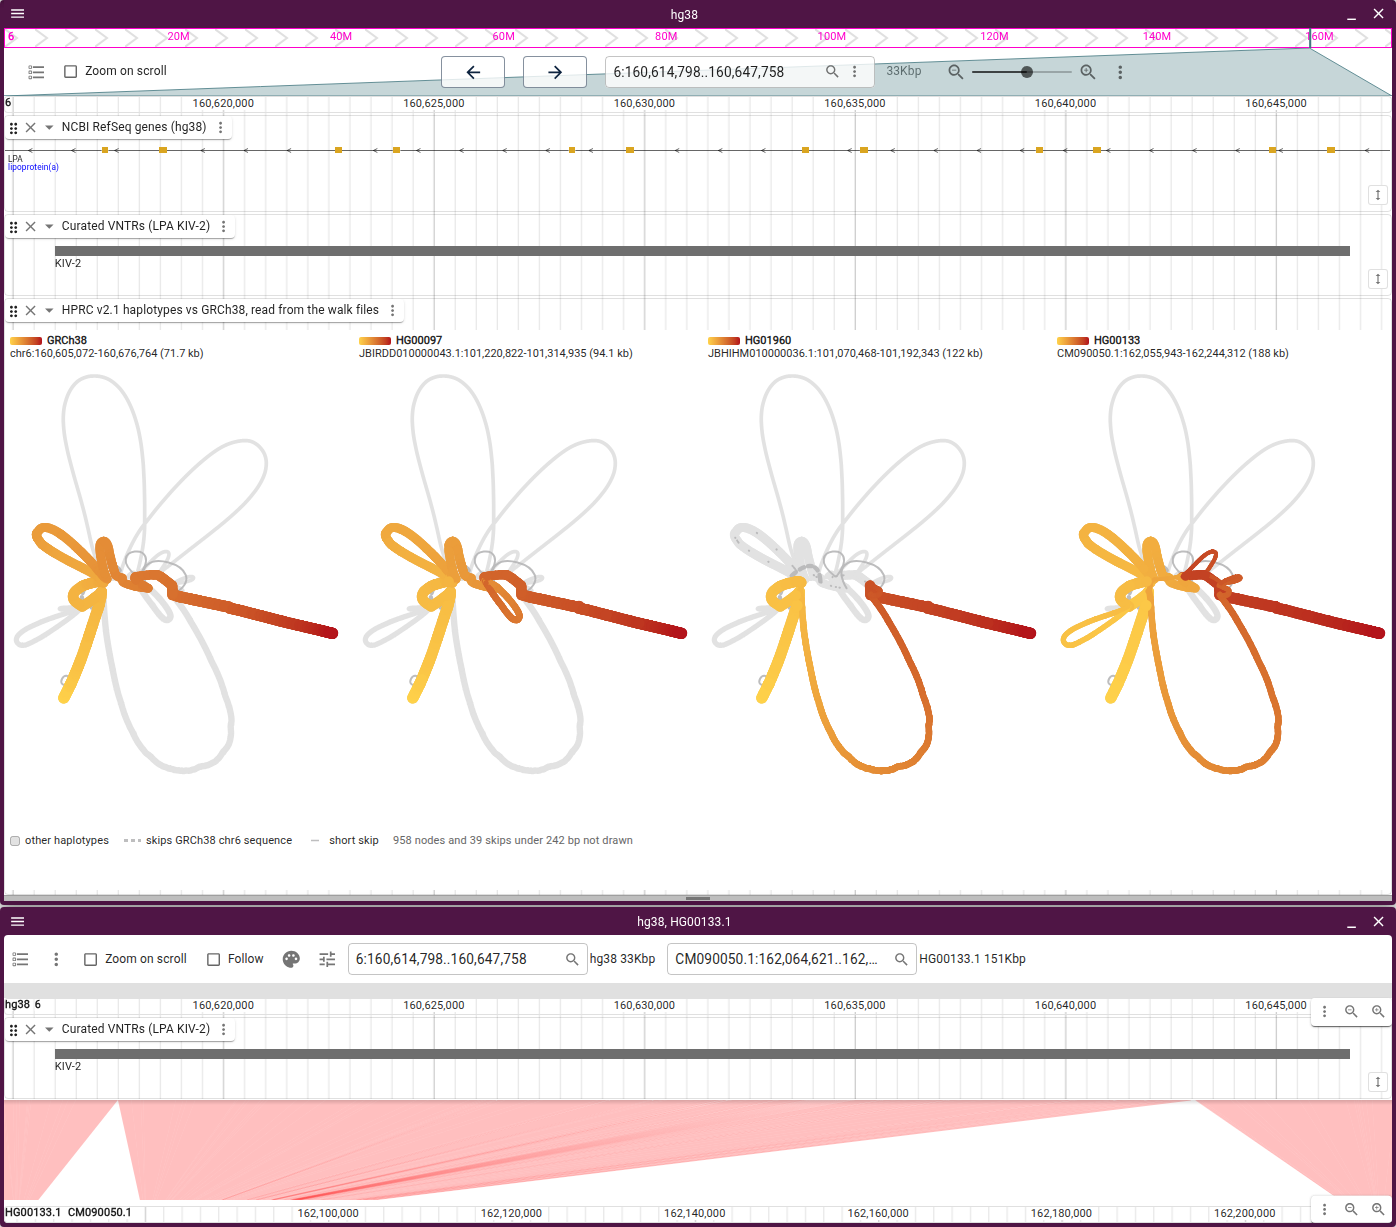 hg38
6 20M 40M 60M 80M 100M 120M 140M 160M
Zoom on scroll 6:160,614,798..160,647,758 33Kbp
6 160,620,000 160,625,000 160,630,000 160,635,000 160,640,000 160,645,000
NCBI RefSeq genes (hg38)
LPA
lipoprotein(a)
Curated VNTRs (LPA KIV-2)
KIV-2
HPRC v2.1 haplotypes vs GRCh38, read from the walk files
GRCh38 HG00097 HG01960 HG00133
chr6:160,605,072-160,676,764 (71.7 kb) JBIRDD010000043.1:101,220,822-101,314,935 (94.1 kb) JBHIHM010000036.1:101,070,468-101,192,343 (122 kb) CM090050.1:162,055,943-162,244,312 (188 kb)
other haplotypes skips GRCh38 chr6 sequence short skip 958 nodes and 39 skips under 242 bp not drawn
hg38, HG00133.1
Zoom on scroll Follow 6:160,614,798..160,647,758 hg38 33Kbp CM090050.1:162,064,621..162,... HG00133.1 151Kbp
hg38 6 160,620,000 160,625,000 160,630,000 160,635,000 160,640,000 160,645,000
Curated VNTRs (LPA KIV-2)
KIV-2
HG00133.1 CM090050.1 162,100,000 162,120,000 162,140,000 162,160,000 162,180,000 162,200,000